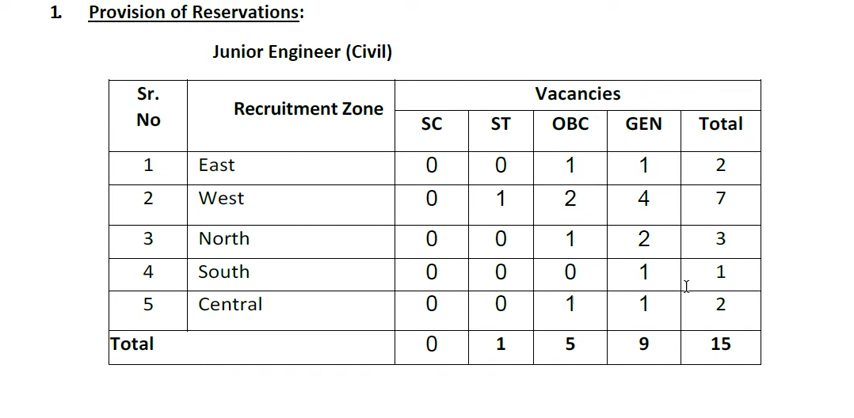 1. Provision of Reservations:
Junior Engineer (Civil)
Sr. No Recruitment Zone Vacancies
SC ST OBC GEN Total
1 East 0 0 1 1 2
2 West 0 1 2 4 7
3 North 0 0 1 2 3
4 South 0 0 0 1 1
5 Central 0 0 1 1 2
Total 0 1 5 9 15